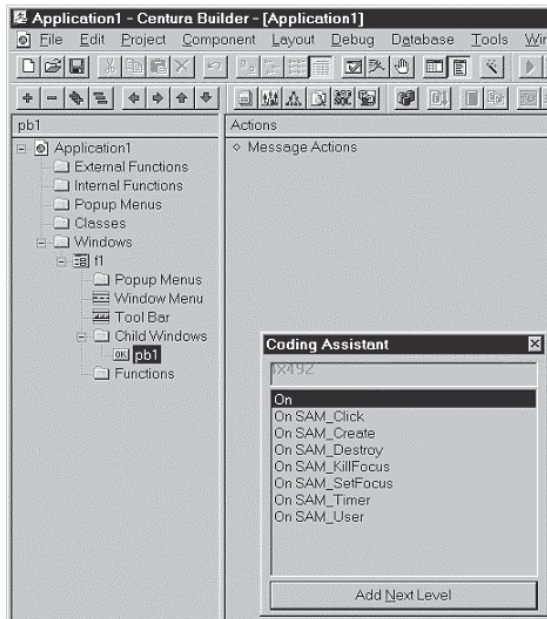 Application1 - Centura Builder - [Application1]
File Edit Project Component Layout Debug Database Tools
pb1
Actions
Application1
Message Actions
External Functions
Internal Functions
Popup Menus
Classes
Windows
f1
Popup Menus
Window Menu
Tool Bar
Child Windows
OK pb1
Functions
Coding Assistant
On
On SAM_Click
On SAM_Create
On SAM_Destroy
On SAM_KillFocus
On SAM_SetFocus
On SAM_Timer
On SAM_User
Add Next Level